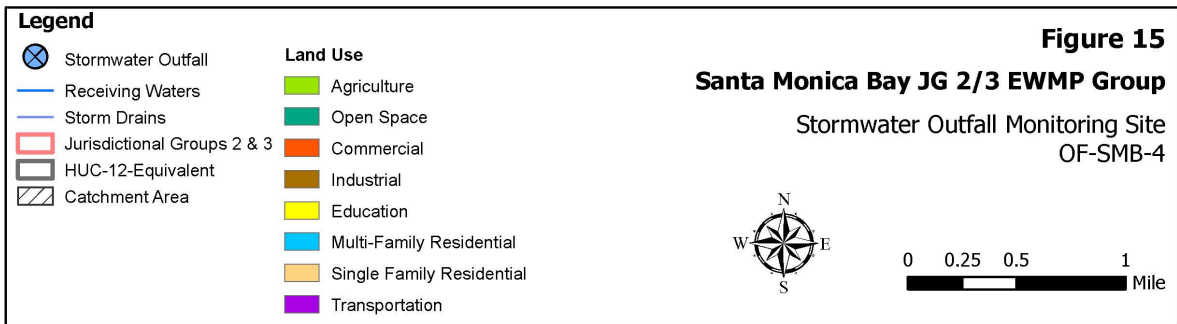 Legend
Stormwater Outfall
Receiving Waters
Storm Drains
Jurisdictional Groups 2 & 3
HUC-12-Equivalent
Catchment Area
Land Use
Agriculture
Open Space
Commercial
Industrial
Education
Multi-Family Residential
Single Family Residential
Transportation
Figure 15
Santa Monica Bay JG 2/3 EWMP Group
Stormwater Outfall Monitoring Site
OF-SMB-4
N
W E
S
0 0.25 0.5 1
Mile